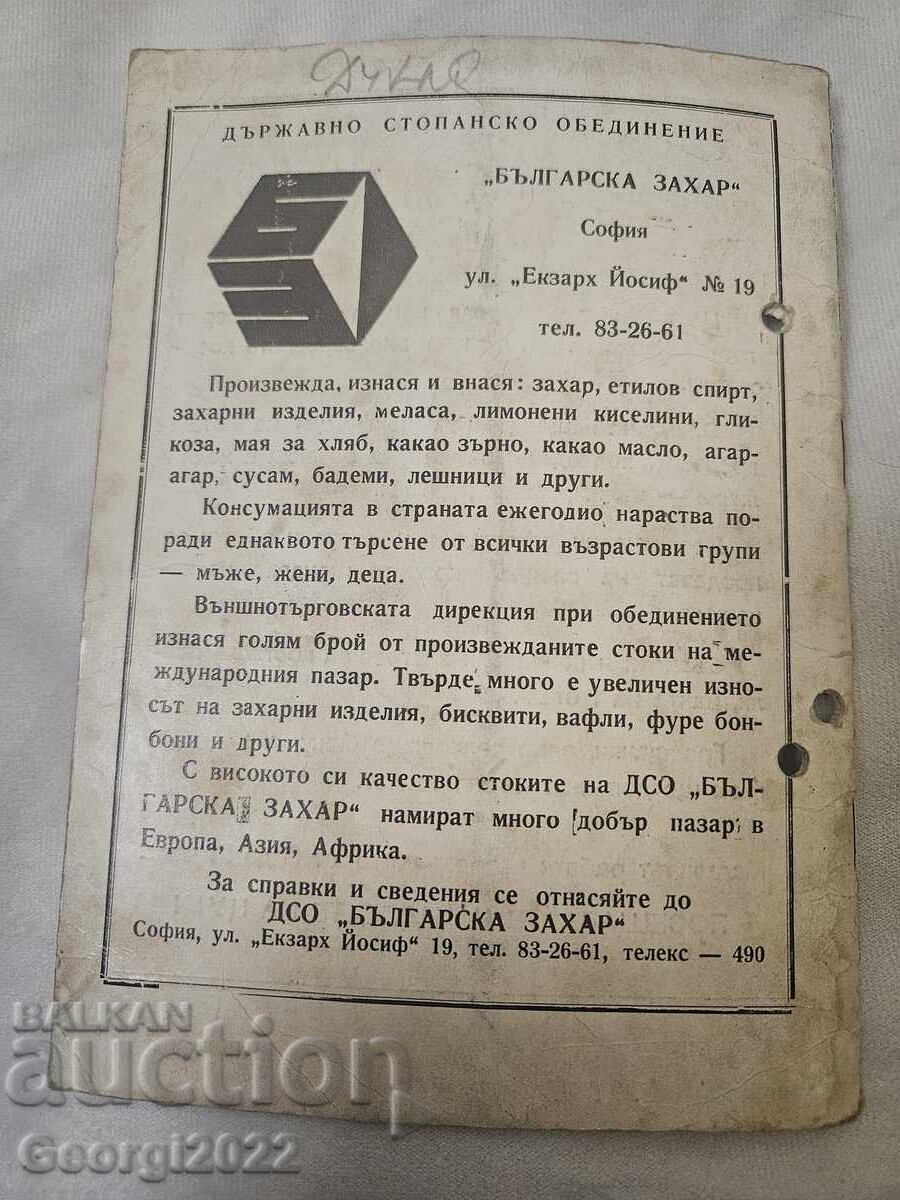 ДЪРЖАВНО СТОПАНСКО ОБЕДИНЕНИЕ
БЗ
„БЪЛГАРСКА ЗАХАР“
София
ул. „Екзарх Йосиф“ № 19
тел. 83-26-61
Произвежда, изнася и внася: захар, етилов спирт,
захарни изделия, меласа, лимонени киселини, гли-
коза, мая за хляб, какао зърно, какао масло, агар-
агар, сусам, бадеми, лешници и други.
Консумацията в страната ежегодио нараства по-
ради еднаквото търсене от всички възрастови групи
— мъже, жени, деца.
Външнотърговската дирекция при обединението
изнася голям брой от произвежданите стоки на ме-
ждународния пазар. Твърде много е увеличен изно-
сът на захарни изделия, бисквити, вафли, фуре бон-
бони и други.
С високото си качество стоките на ДСО „БЪЛ-
ГАРСКА ЗАХАР“ намират много добър пазар в
Европа, Азия, Африка.
За справки и сведения се отнасяйте до
ДСО „БЪЛГАРСКА ЗАХАР“
София, ул. „Екзарх Йосиф“ 19, тел. 83-26-61, телекс — 490
BALKAN
auction
Georgi2022